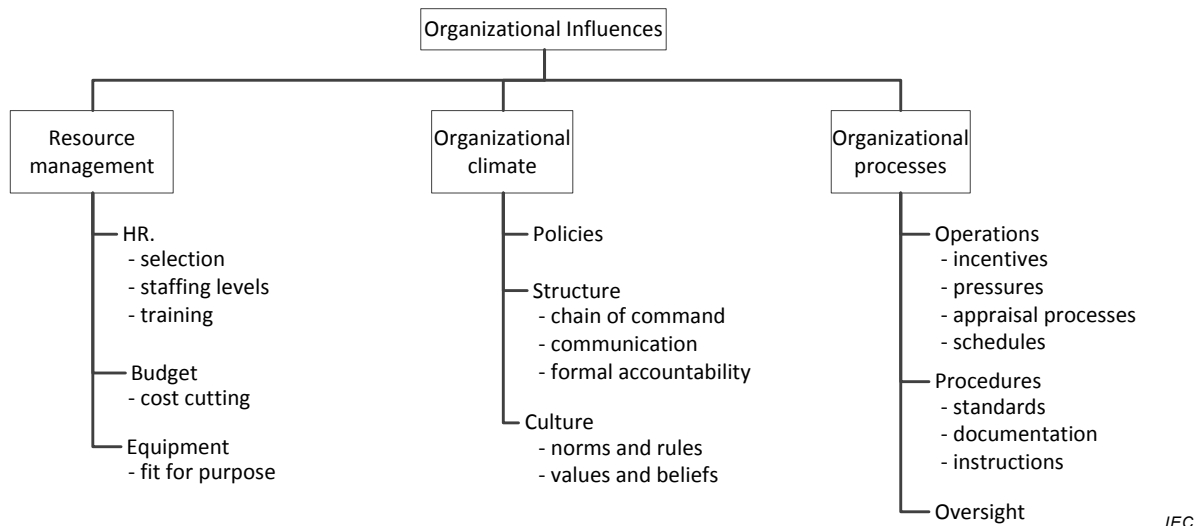 Organizational Influences
Resource
management
HR.
- selection
- staffing levels
- training
Budget
- cost cutting
Equipment
- fit for purpose
Organizational
climate
Policies
Structure
- chain of command
- communication
- formal accountability
Culture
- norms and rules
- values and beliefs
Organizational
processes
Operations
- incentives
- pressures
- appraisal processes
- schedules
Procedures
- standards
- documentation
- instructions
Oversight
IEC